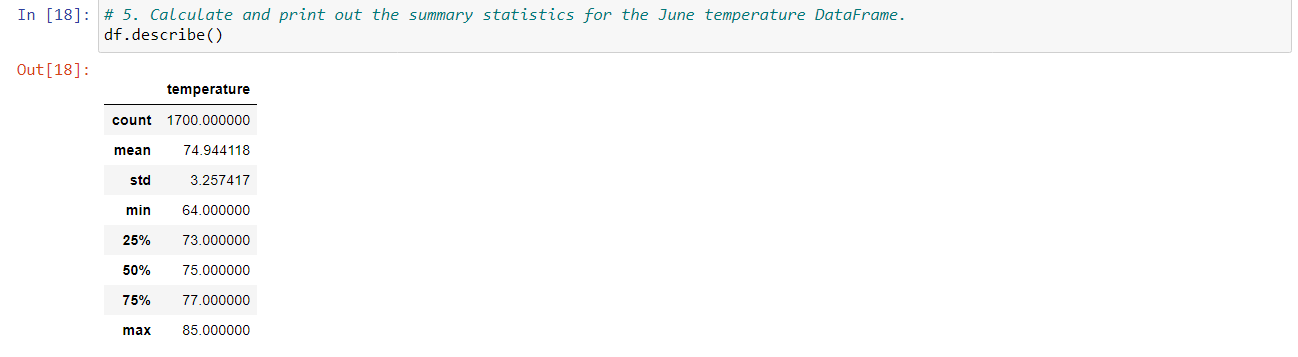 In [18]: # 5. Calculate and print out the summary statistics for the June temperature DataFrame.
df.describe()
Out[18]:
temperature
count 1700.000000
mean 74.944118
std 3.257417
min 64.000000
25% 73.000000
50% 75.000000
75% 77.000000
max 85.000000